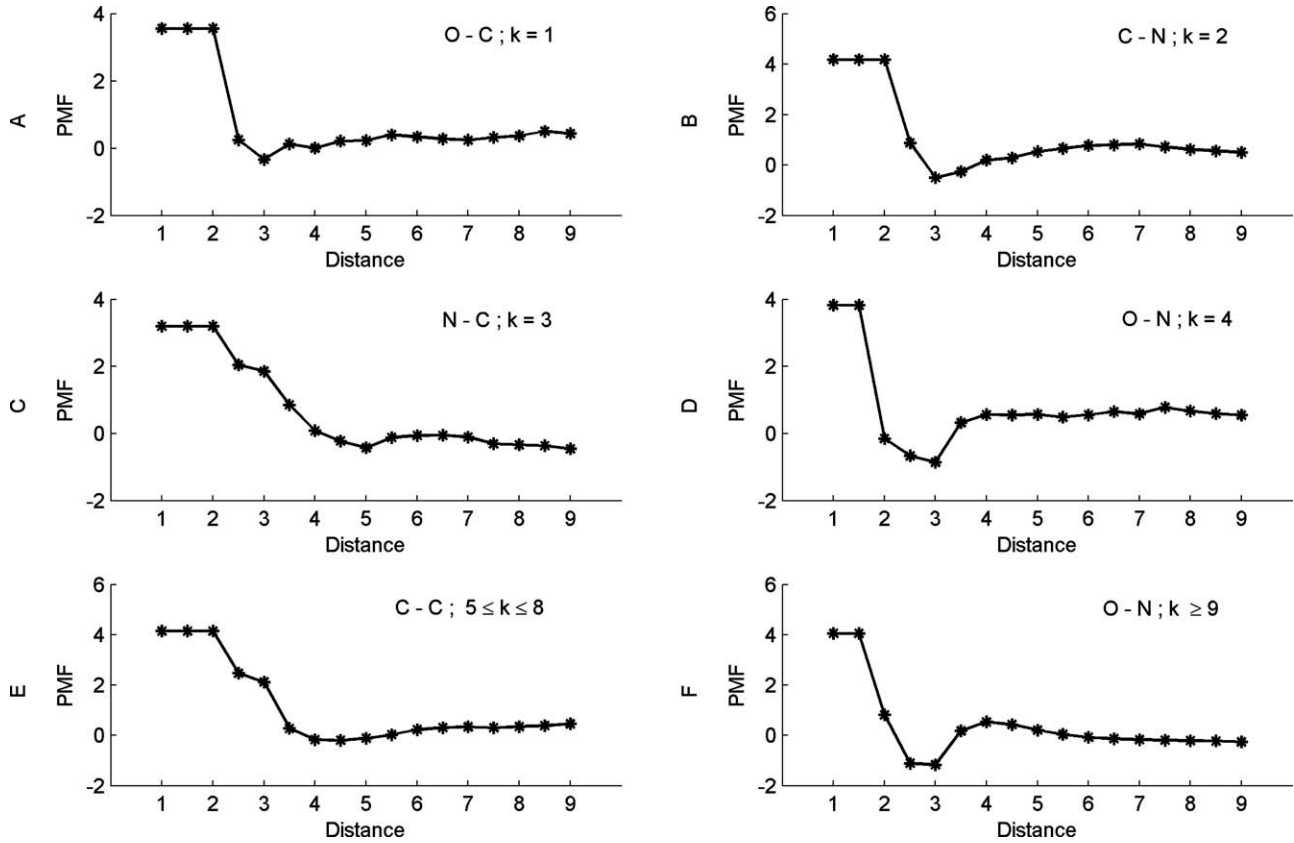 A
PMF
4
2
0
-2
O - C ; k = 1
1 2 3 4 5 6 7 8 9
Distance
B
PMF
6
4
2
0
-2
C - N ; k = 2
1 2 3 4 5 6 7 8 9
Distance
C
PMF
4
2
0
-2
N - C ; k = 3
1 2 3 4 5 6 7 8 9
Distance
D
PMF
4
2
0
-2
O - N ; k = 4
1 2 3 4 5 6 7 8 9
Distance
E
PMF
6
4
2
0
-2
C - C ; 5 ≤ k ≤ 8
1 2 3 4 5 6 7 8 9
Distance
F
PMF
6
4
2
0
-2
O - N ; k ≥ 9
1 2 3 4 5 6 7 8 9
Distance